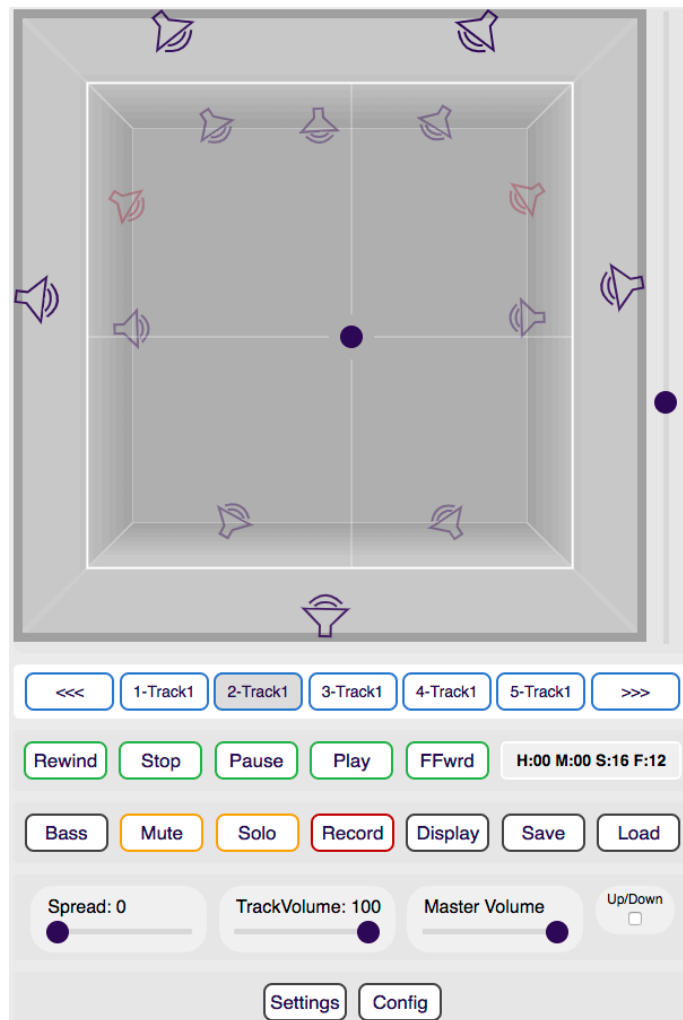 <<< 1-Track1 2-Track1 3-Track1 4-Track1 5-Track1 >>>
Rewind Stop Pause Play FFwrd H:00 M:00 S:16 F:12
Bass Mute Solo Record Display Save Load
Spread: 0 TrackVolume: 100 Master Volume Up/Down
Settings Config